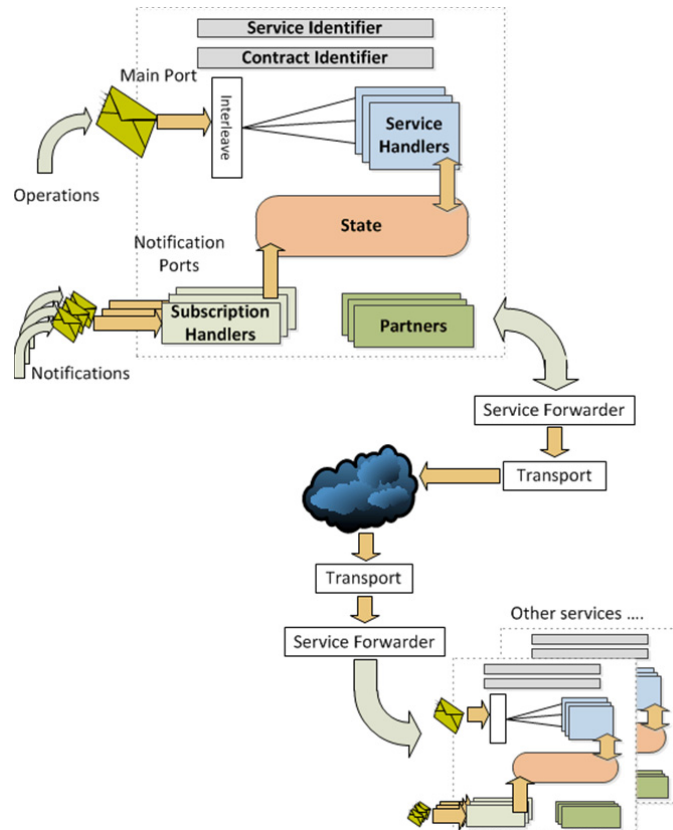 Service Identifier
Contract Identifier
Main Port
Interleave
Service
Handlers
Operations
State
Notification
Ports
Subscription
Handlers
Partners
Notifications
Service Forwarder
Transport
Transport
Other services ....
Service Forwarder